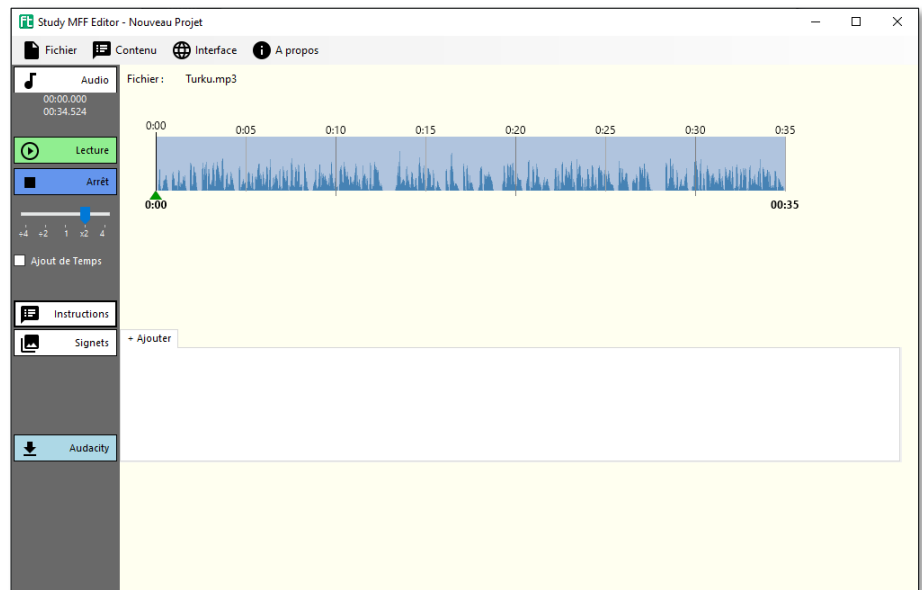 ft Study MFF Editor - Nouveau Projet
Fichier Contenu Interface A propos
Audio
00:00.000
00:34.524
Lecture
Arrêt
÷4 ÷2 1 x2 4
Ajout de Temps
Instructions
Signets
Audacity
Fichier : Turku.mp3
0:00 0:05 0:10 0:15 0:20 0:25 0:30 0:35
0:00 00:35
+ Ajouter